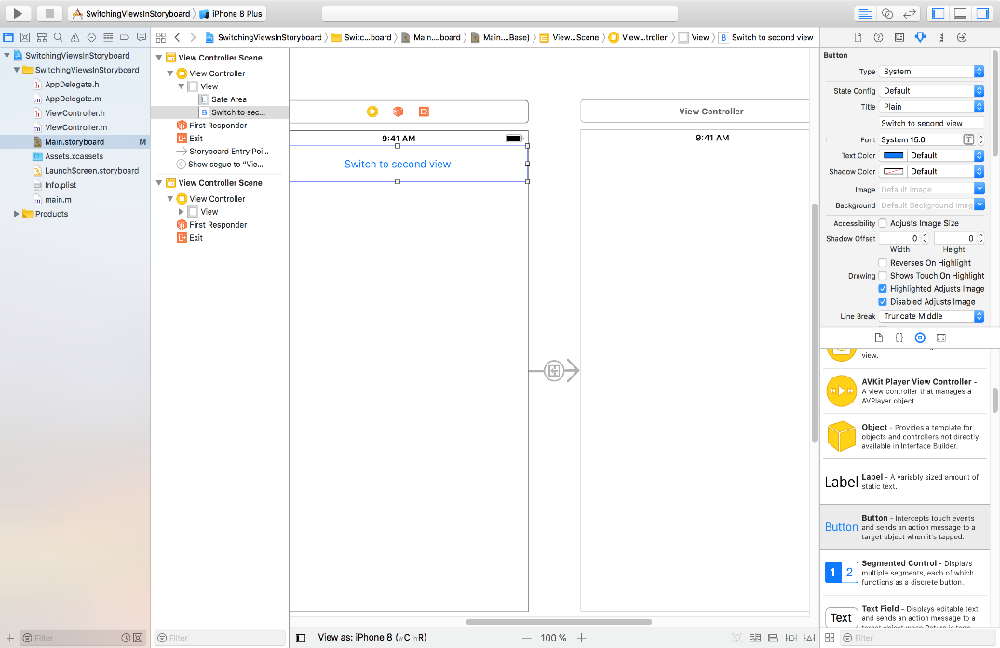 SwitchingViewsInStoryboard
iPhone 8 Plus
SwitchingViewsInStoryboard
Switc...board
Main....board
Main....Base)
View...Scene
View...troller
View
B
Switch to second view
SwitchingViewsInStoryboard
SwitchingViewsInStoryboard
h AppDelegate.h
m AppDelegate.m
h ViewController.h
m ViewController.m
Main.storyboard M
Assets.xcassets
LaunchScreen.storyboard
Info.plist
m main.m
Products
Filter
View Controller Scene
View Controller
View
Safe Area
B Switch to sec...
First Responder
Exit
Storyboard Entry Poi...
Show segue to “Vie...
View Controller Scene
View Controller
View
First Responder
Exit
Filter
9:41 AM
Switch to second view
View Controller
9:41 AM
View as: iPhone 8 (wC hR)
100 %
Button
Type System
State Config Default
Title Plain
Switch to second view
Font System 15.0 T
Text Color Default
Shadow Color Default
Image Default Image
Background Default Background Imag
Accessibility Adjusts Image Size
Shadow Offset 0 0
Width Height
Reverses On Highlight
Drawing Shows Touch On Highlight
Highlighted Adjusts Image
Disabled Adjusts Image
Line Break Truncate Middle
{}
view.
AVKit Player View Controller -
A view controller that manages a
AVPlayer object.
Object - Provides a template for
objects and controllers not directly
available in Interface Builder.
Label
Label - A variably sized amount of
static text.
Button
Button - Intercepts touch events
and sends an action message to a
target object when it's tapped.
1 2
Segmented Control - Displays
multiple segments, each of which
functions as a discrete button.
Text
Text Field - Displays editable text
and sends an action message to a
target object when Return is tap
Filter